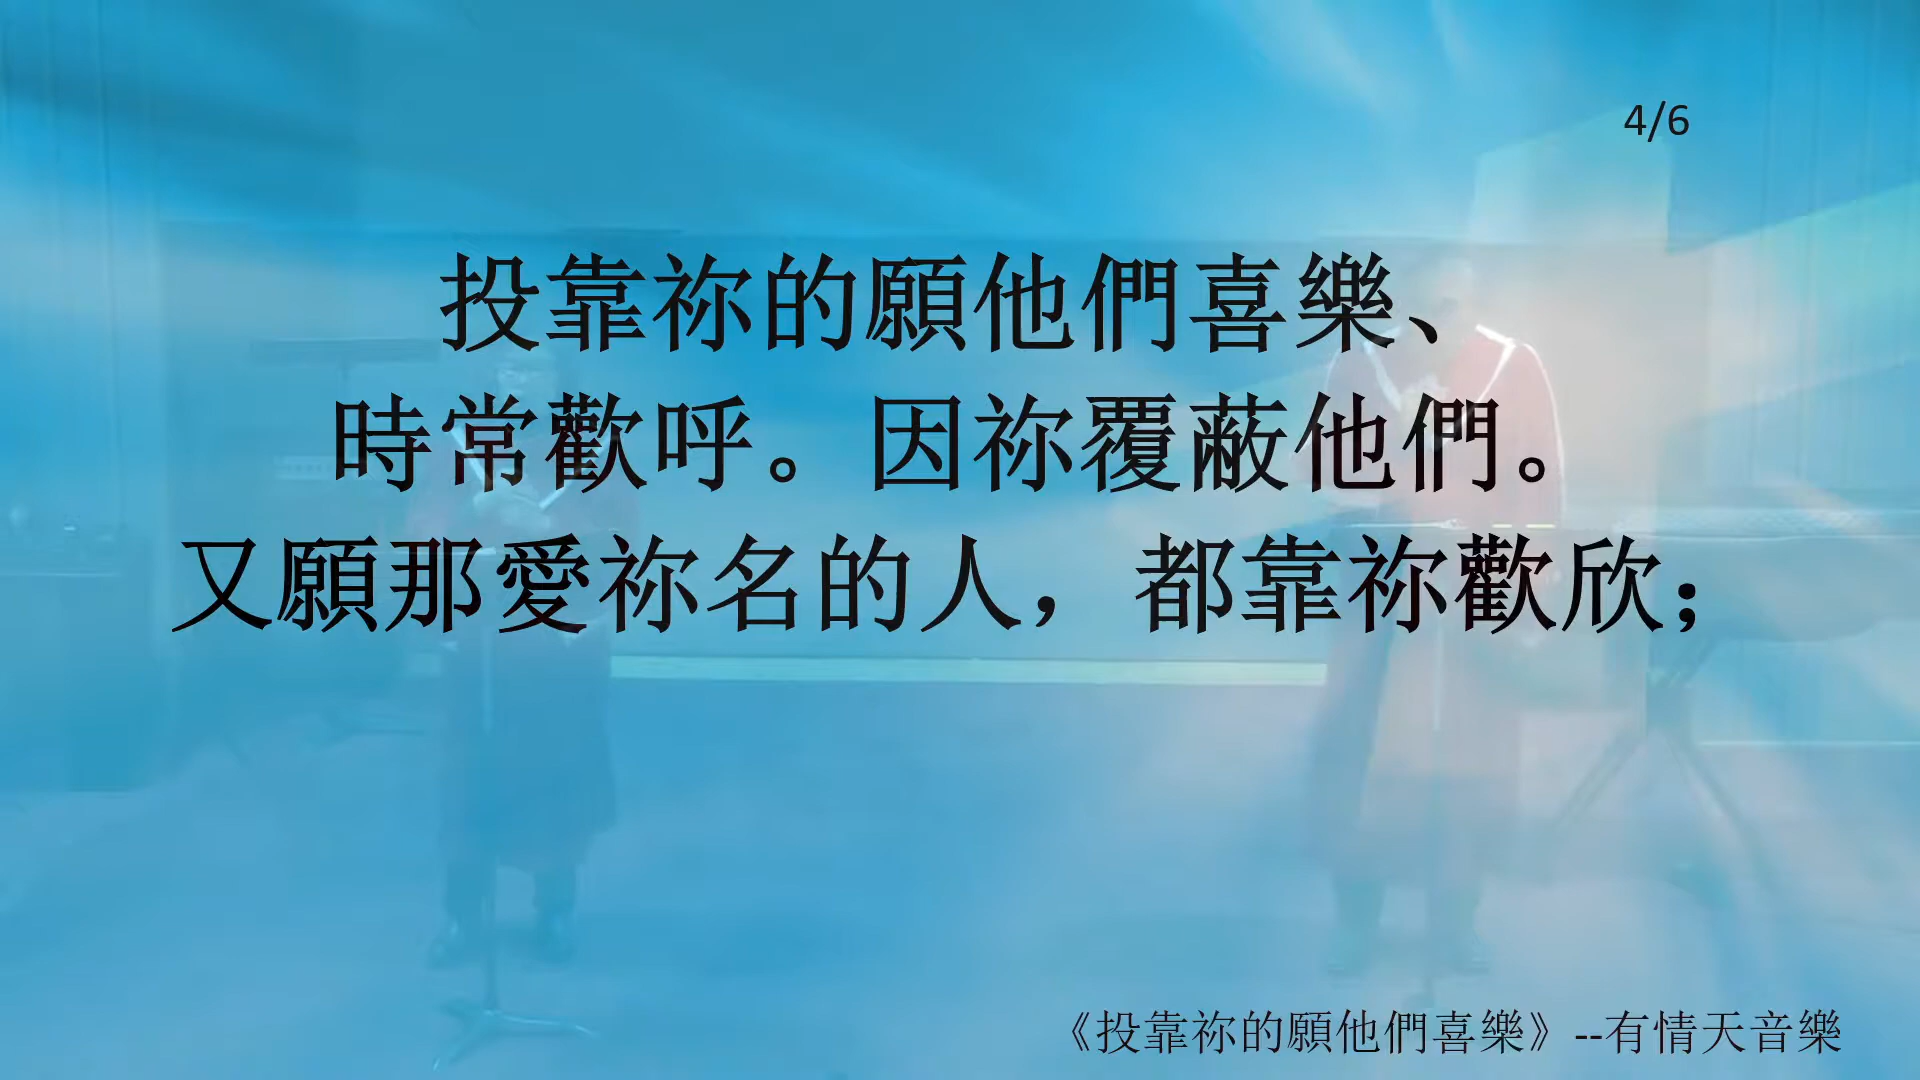 4/6
投靠祢的願他們喜樂、
時常歡呼。因祢覆蔽他們。
又願那愛祢名的人，都靠祢歡欣；
《投靠祢的願他們喜樂》--有情天音樂